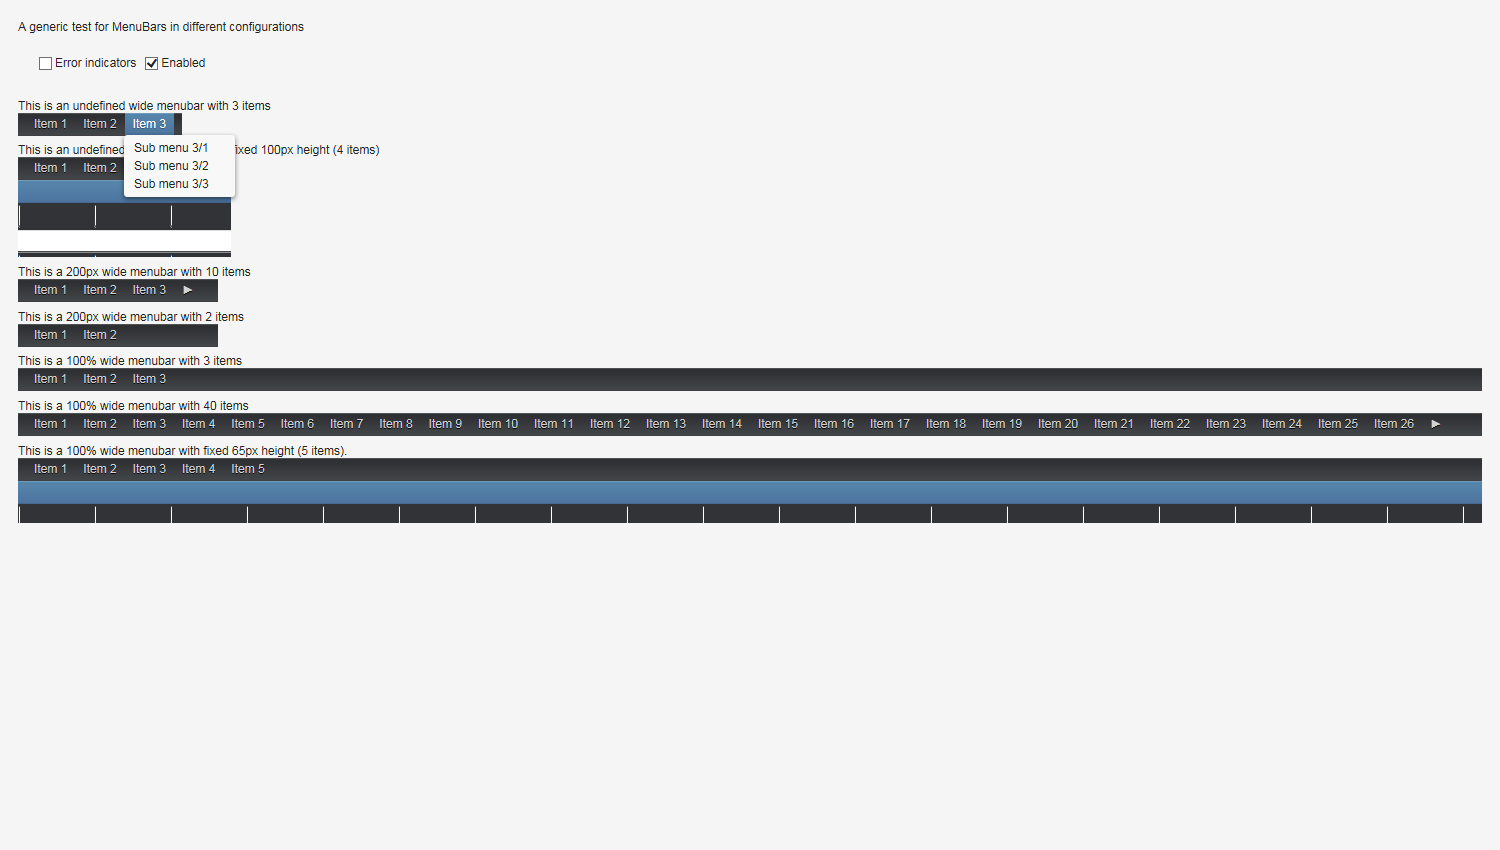 A generic test for MenuBars in different configurations
Error indicators Enabled
This is an undefined wide menubar with 3 items
Item 1 Item 2 Item 3
Sub menu 3/1
This is an undefined fixed 100px height (4 items)
Sub menu 3/2
Item 1 Item 2
Sub menu 3/3
This is a 200px wide menubar with 10 items
Item 1 Item 2 Item 3 ►
This is a 200px wide menubar with 2 items
Item 1 Item 2
This is a 100% wide menubar with 3 items
Item 1 Item 2 Item 3
This is a 100% wide menubar with 40 items
Item 1 Item 2 Item 3 Item 4 Item 5 Item 6 Item 7 Item 8 Item 9 Item 10 Item 11 Item 12 Item 13 Item 14 Item 15 Item 16 Item 17 Item 18 Item 19 Item 20 Item 21 Item 22 Item 23 Item 24 Item 25 Item 26 ►
This is a 100% wide menubar with fixed 65px height (5 items).
Item 1 Item 2 Item 3 Item 4 Item 5